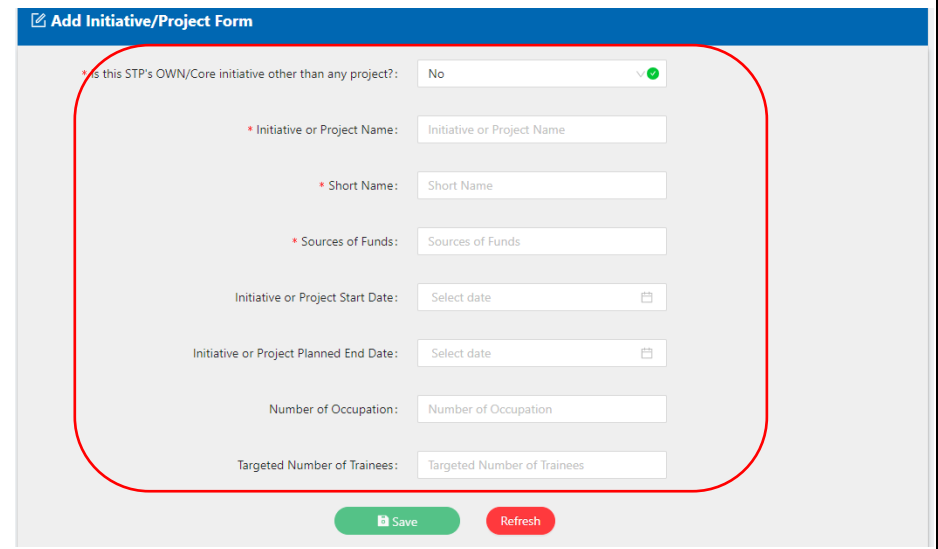 Add Initiative/Project Form
* Is this STP's OWN/Core initiative other than any project?: No
* Initiative or Project Name: Initiative or Project Name
* Short Name: Short Name
* Sources of Funds: Sources of Funds
Initiative or Project Start Date: Select date
Initiative or Project Planned End Date: Select date
Number of Occupation: Number of Occupation
Targeted Number of Trainees: Targeted Number of Trainees
Save Refresh